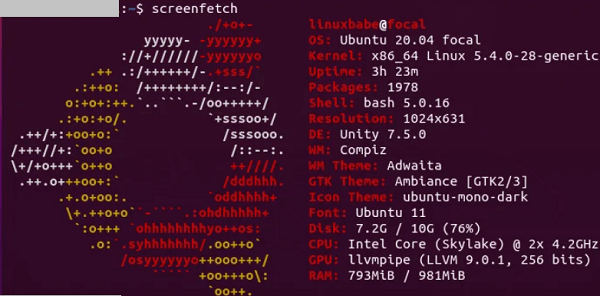 :~$ screenfetch
linuxbabe@focal
OS: Ubuntu 20.04 focal
Kernel: x86_64 Linux 5.4.0-28-generic
Uptime: 3h 23m
Packages: 1978
Shell: bash 5.0.16
Resolution: 1024x631
DE: Unity 7.5.0
WM: Compiz
WM Theme: Adwaita
GTK Theme: Ambiance [GTK2/3]
Icon Theme: ubuntu-mono-dark
Font: Ubuntu 11
Disk: 7.2G / 10G (76%)
CPU: Intel Core (Skylake) @ 2x 4.2GHz
GPU: llvmpipe (LLVM 9.0.1, 256 bits)
RAM: 793MiB / 981MiB